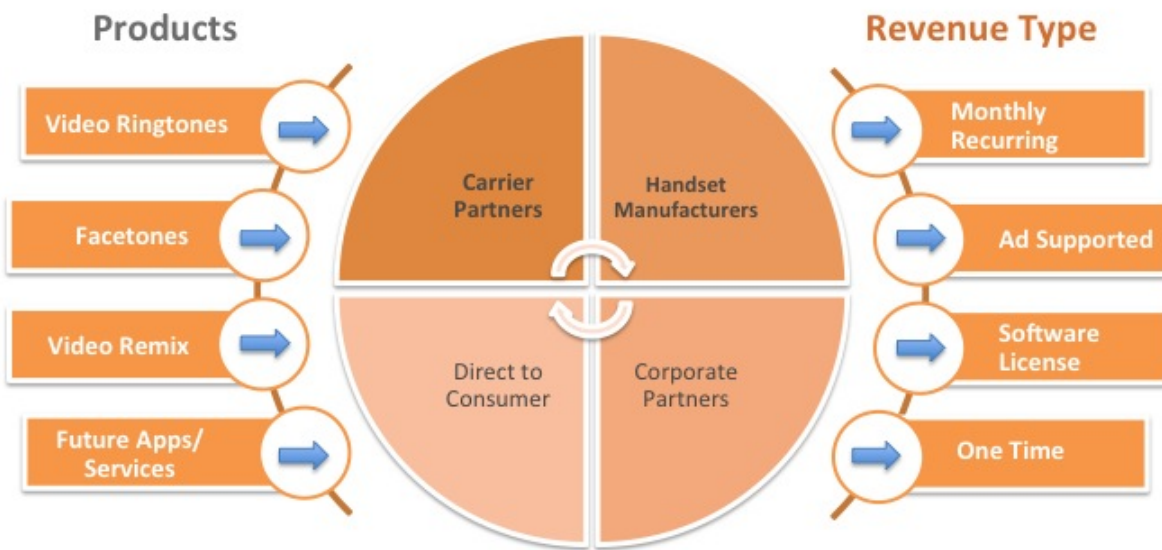 Products
Revenue Type
Video Ringtones
Facetones
Video Remix
Future Apps/
Services
Carrier
Partners
Handset
Manufacturers
Direct to
Consumer
Corporate
Partners
Monthly
Recurring
Ad Supported
Software
License
One Time